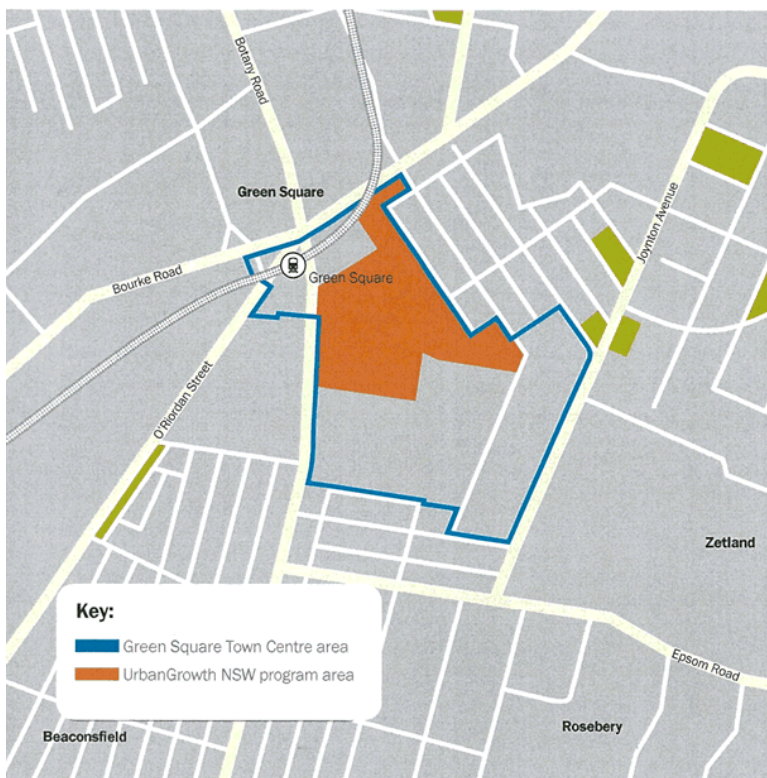 Botany Road
Green Square
Joynton Avenue
Bourke Road
Green Square
O'Riordan Street
Zetland
Key:
Green Square Town Centre area
UrbanGrowth NSW program area
Epsom Road
Rosebery
Beaconsfield